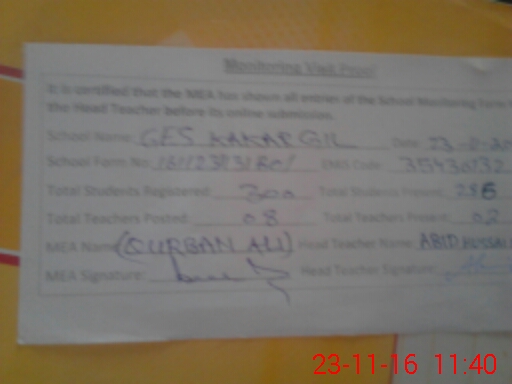 Monitoring Visit Proof
It is certified that the MEA has shown all entries of the School Monitoring Form
the Head Teacher before its online submission.
School Name: GES KAKAR GIL Date: 23
School Form No: EMIS Code: 35430132
Total Students Registered: 300 Total Students Present: 286
Total Teachers Posted: 08 Total Teachers Present: 02
MEA Name: (QURBAN ALI) Head Teacher Name: ABID
MEA Signature: Head Teacher Signature:
23-11-16 11:40